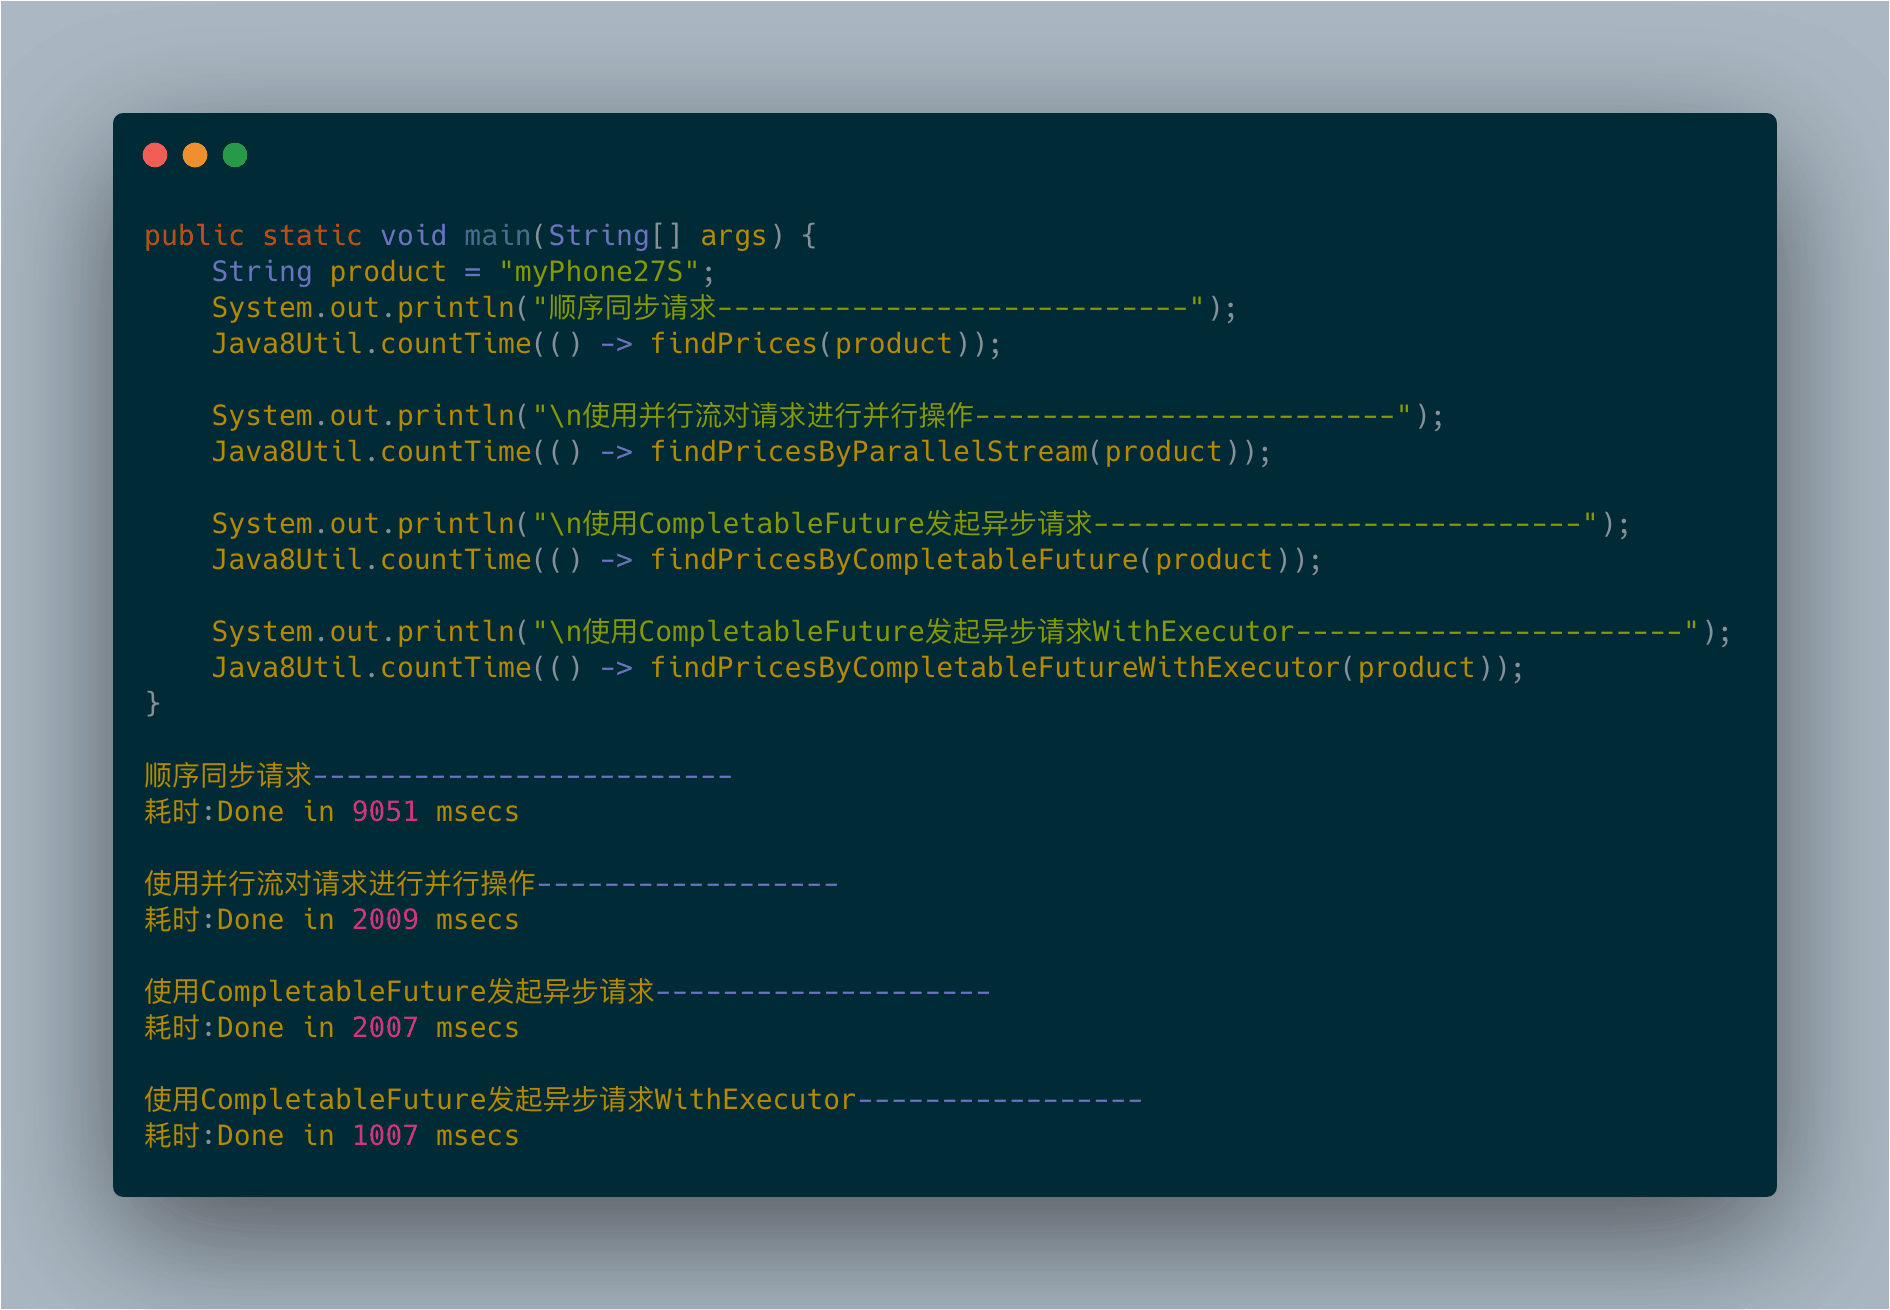 public static void main(String[] args) {
    String product = "myPhone27S";
    System.out.println("顺序同步请求----------------------------");
    Java8Util.countTime(() -> findPrices(product));

    System.out.println("\n使用并行流对请求进行并行操作-------------------------");
    Java8Util.countTime(() -> findPricesByParallelStream(product));

    System.out.println("\n使用CompletableFuture发起异步请求-----------------------------");
    Java8Util.countTime(() -> findPricesByCompletableFuture(product));

    System.out.println("\n使用CompletableFuture发起异步请求WithExecutor-----------------------");
    Java8Util.countTime(() -> findPricesByCompletableFutureWithExecutor(product));
}

顺序同步请求-------------------------
耗时:Done in 9051 msecs

使用并行流对请求进行并行操作------------------
耗时:Done in 2009 msecs

使用CompletableFuture发起异步请求--------------------
耗时:Done in 2007 msecs

使用CompletableFuture发起异步请求WithExecutor-----------------
耗时:Done in 1007 msecs